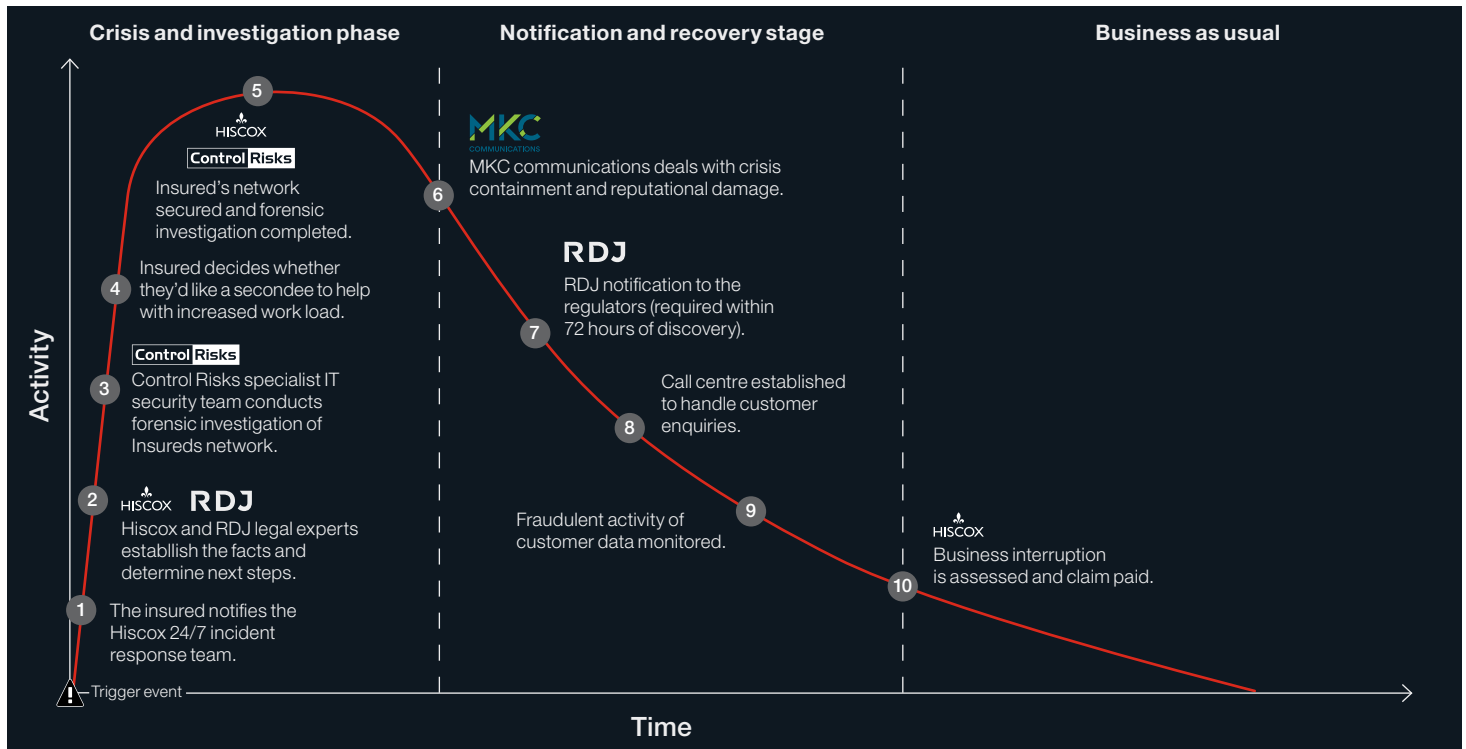 Crisis and investigation phase
Notification and recovery stage
Business as usual
Activity
5
HISCOX
Control Risks
Insured's network
secured and forensic
investigation completed.
4
Insured decides whether
they'd like a secondee to help
with increased work load.
Control Risks
3
Control Risks specialist IT
security team conducts
forensic investigation of
Insureds network.
2
HISCOX RDJ
Hiscox and RDJ legal experts
establlish the facts and
determine next steps.
1
The insured notifies the
Hiscox 24/7 incident
response team.
!
Trigger event
MKC
COMMUNICATIONS
6
MKC communications deals with crisis
containment and reputational damage.
RDJ
7
RDJ notification to the
regulators (required within
72 hours of discovery).
8
Call centre established
to handle customer
enquiries.
9
Fraudulent activity of
customer data monitored.
HISCOX
10
Business interruption
is assessed and claim paid.
Time